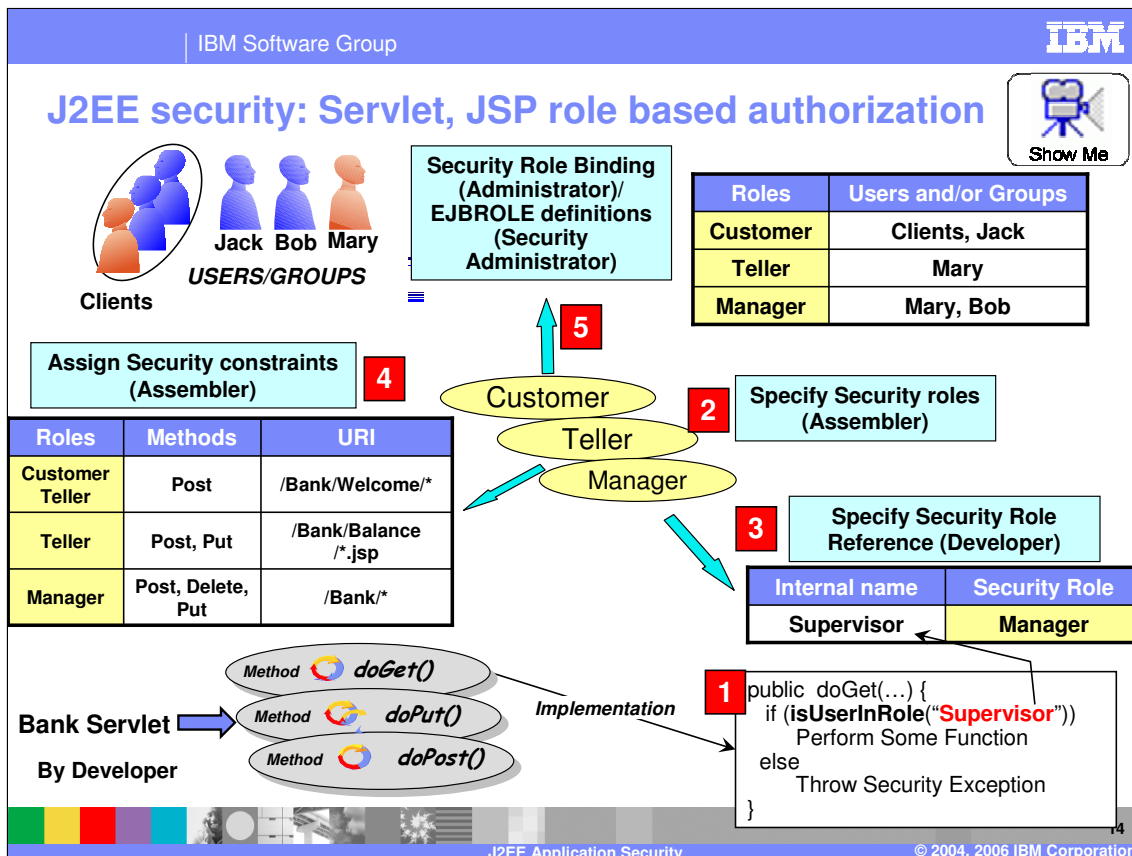 IBM Software Group
IBM
J2EE security: Servlet, JSP role based authorization
Show Me
Clients
Jack Bob Mary
USERS/GROUPS
Security Role Binding
(Administrator)/
EJBROLE definitions
(Security
Administrator)
Roles Users and/or Groups
Customer Clients, Jack
Teller Mary
Manager Mary, Bob
5
Assign Security constraints
(Assembler)
4
Customer
Teller
Manager
2
Specify Security roles
(Assembler)
Roles Methods URI
Customer
Teller
Post
/Bank/Welcome/*
Teller
Post, Put
/Bank/Balance
/*.jsp
Manager
Post, Delete,
Put
/Bank/*
3
Specify Security Role
Reference (Developer)
Internal name Security Role
Supervisor Manager
Bank Servlet
By Developer
Method doGet()
Method doPut()
Method doPost()
Implementation
1
public doGet(…) {
if (isUserInRole(“Supervisor”))
Perform Some Function
else
Throw Security Exception
}
14
J2EE Application Security
© 2004, 2006 IBM Corporation